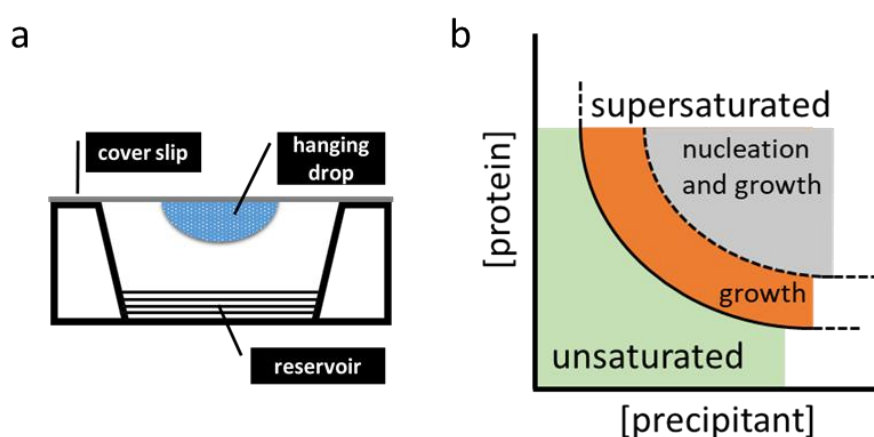 a
cover slip
hanging
drop
reservoir
b
supersaturated
nucleation
and growth
growth
unsaturated
[protein]
[precipitant]